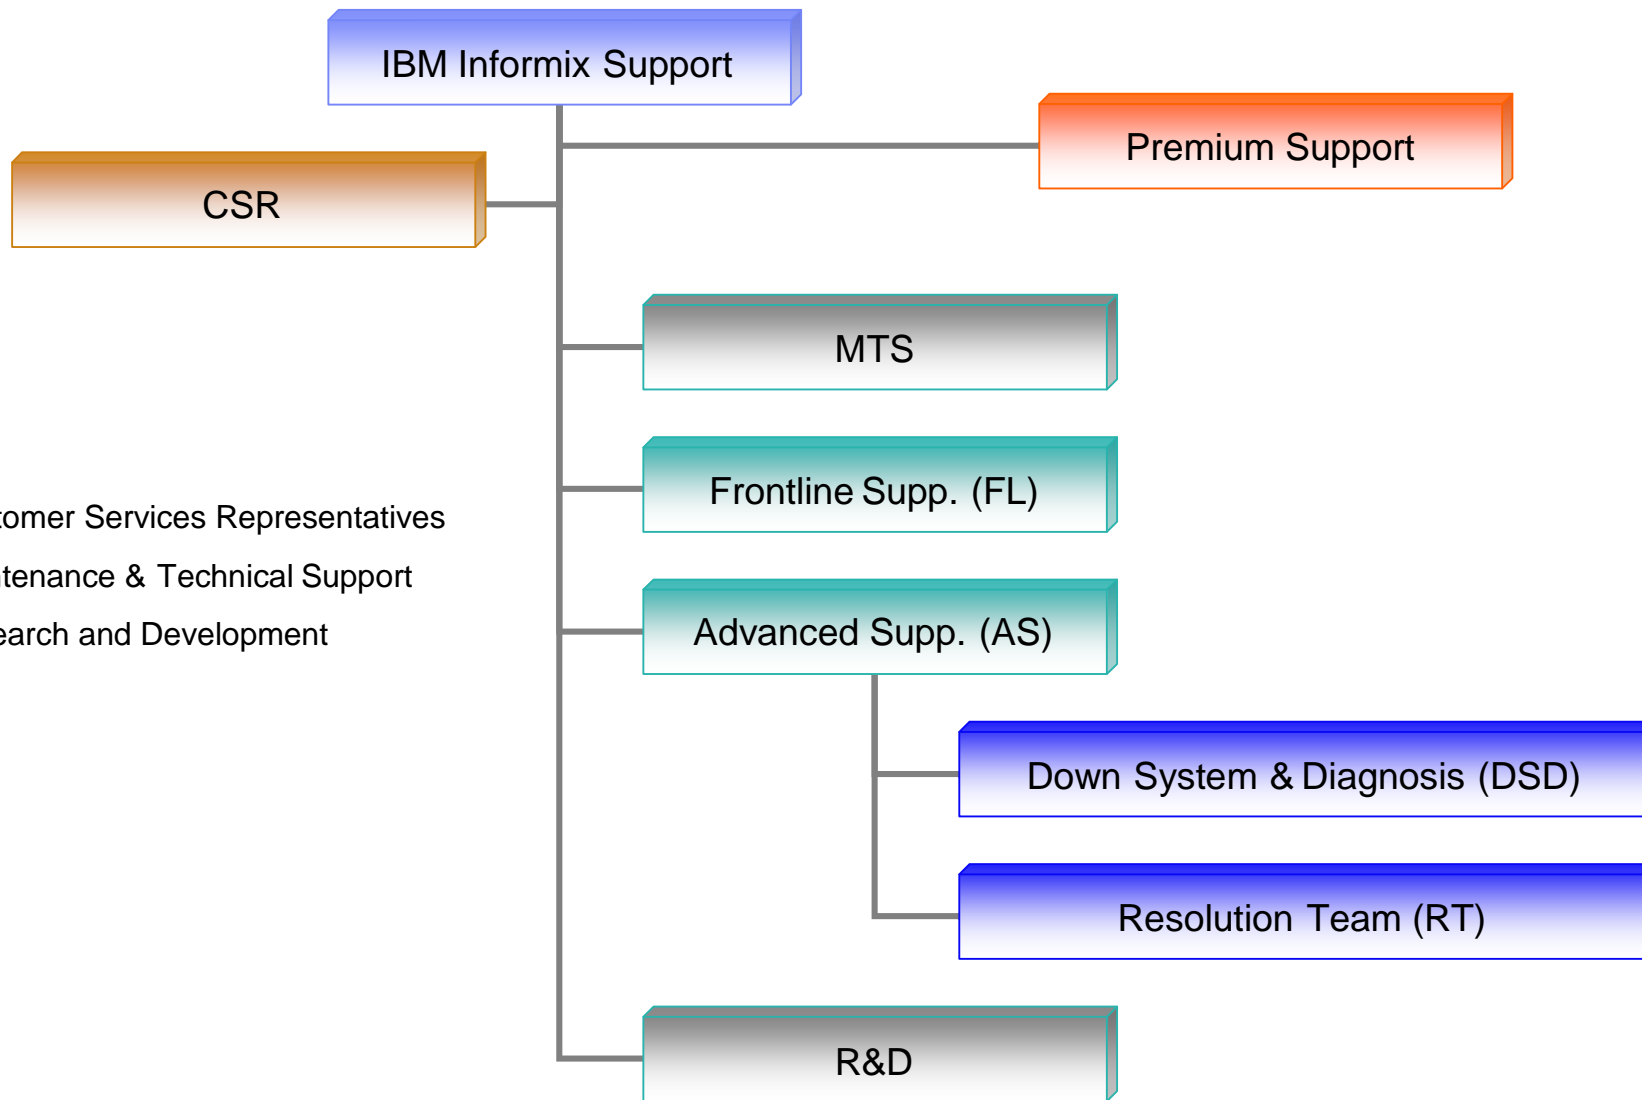 IBM Informix Support
Premium Support
CSR
MTS
Frontline Supp. (FL)
tomer Services Representatives
ntenance & Technical Support
earch and Development
Advanced Supp. (AS)
Down System & Diagnosis (DSD)
Resolution Team (RT)
R&D